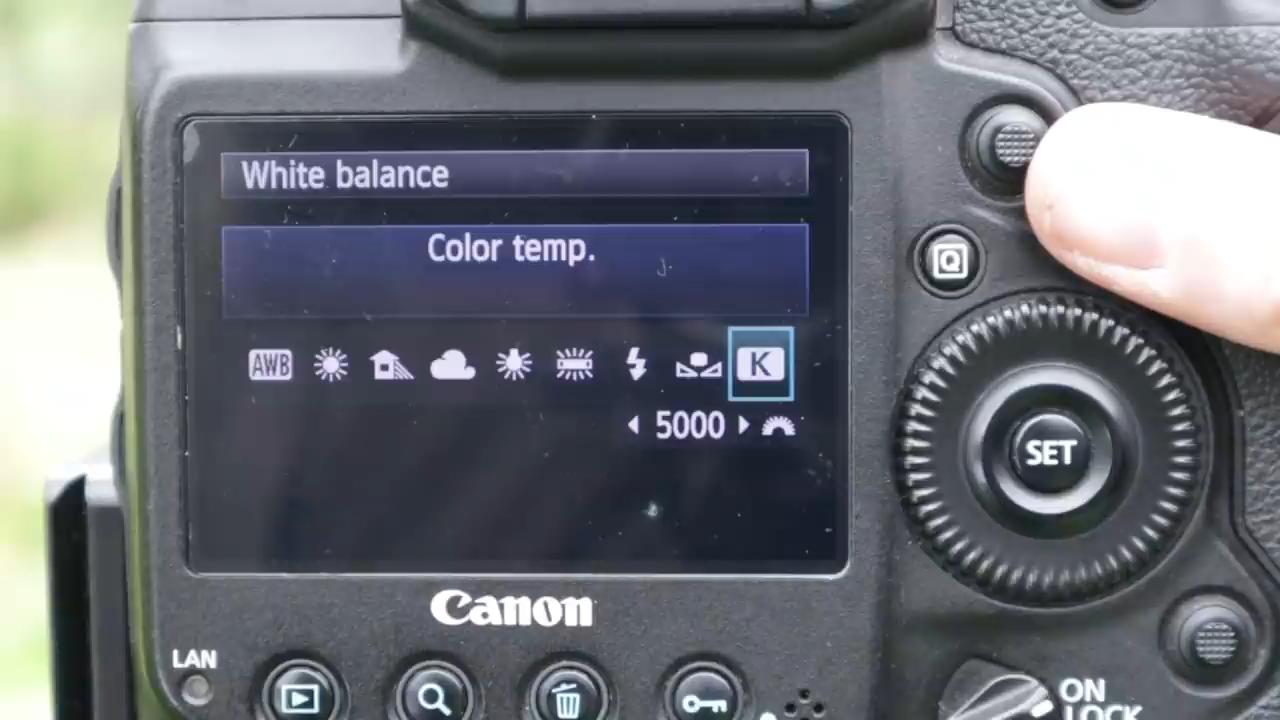 White balance
Color temp.
AWB K
5000
Q
SET
Canon
LAN
ON
LOCK